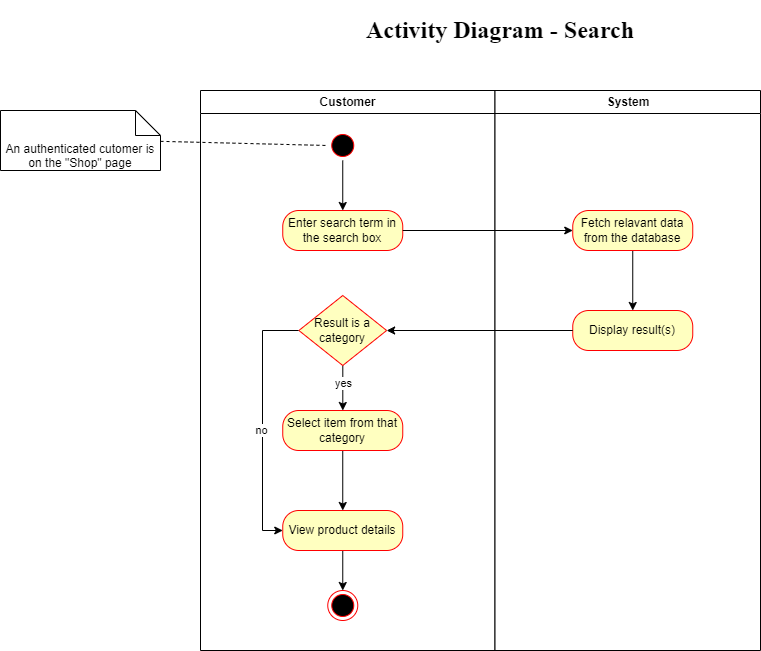 Activity Diagram - Search
Customer
System
An authenticated cutomer is
on the "Shop" page
Enter search term in
the search box
Fetch relavant data
from the database
Result is a
category
Display result(s)
yes
Select item from that
category
no
View product details